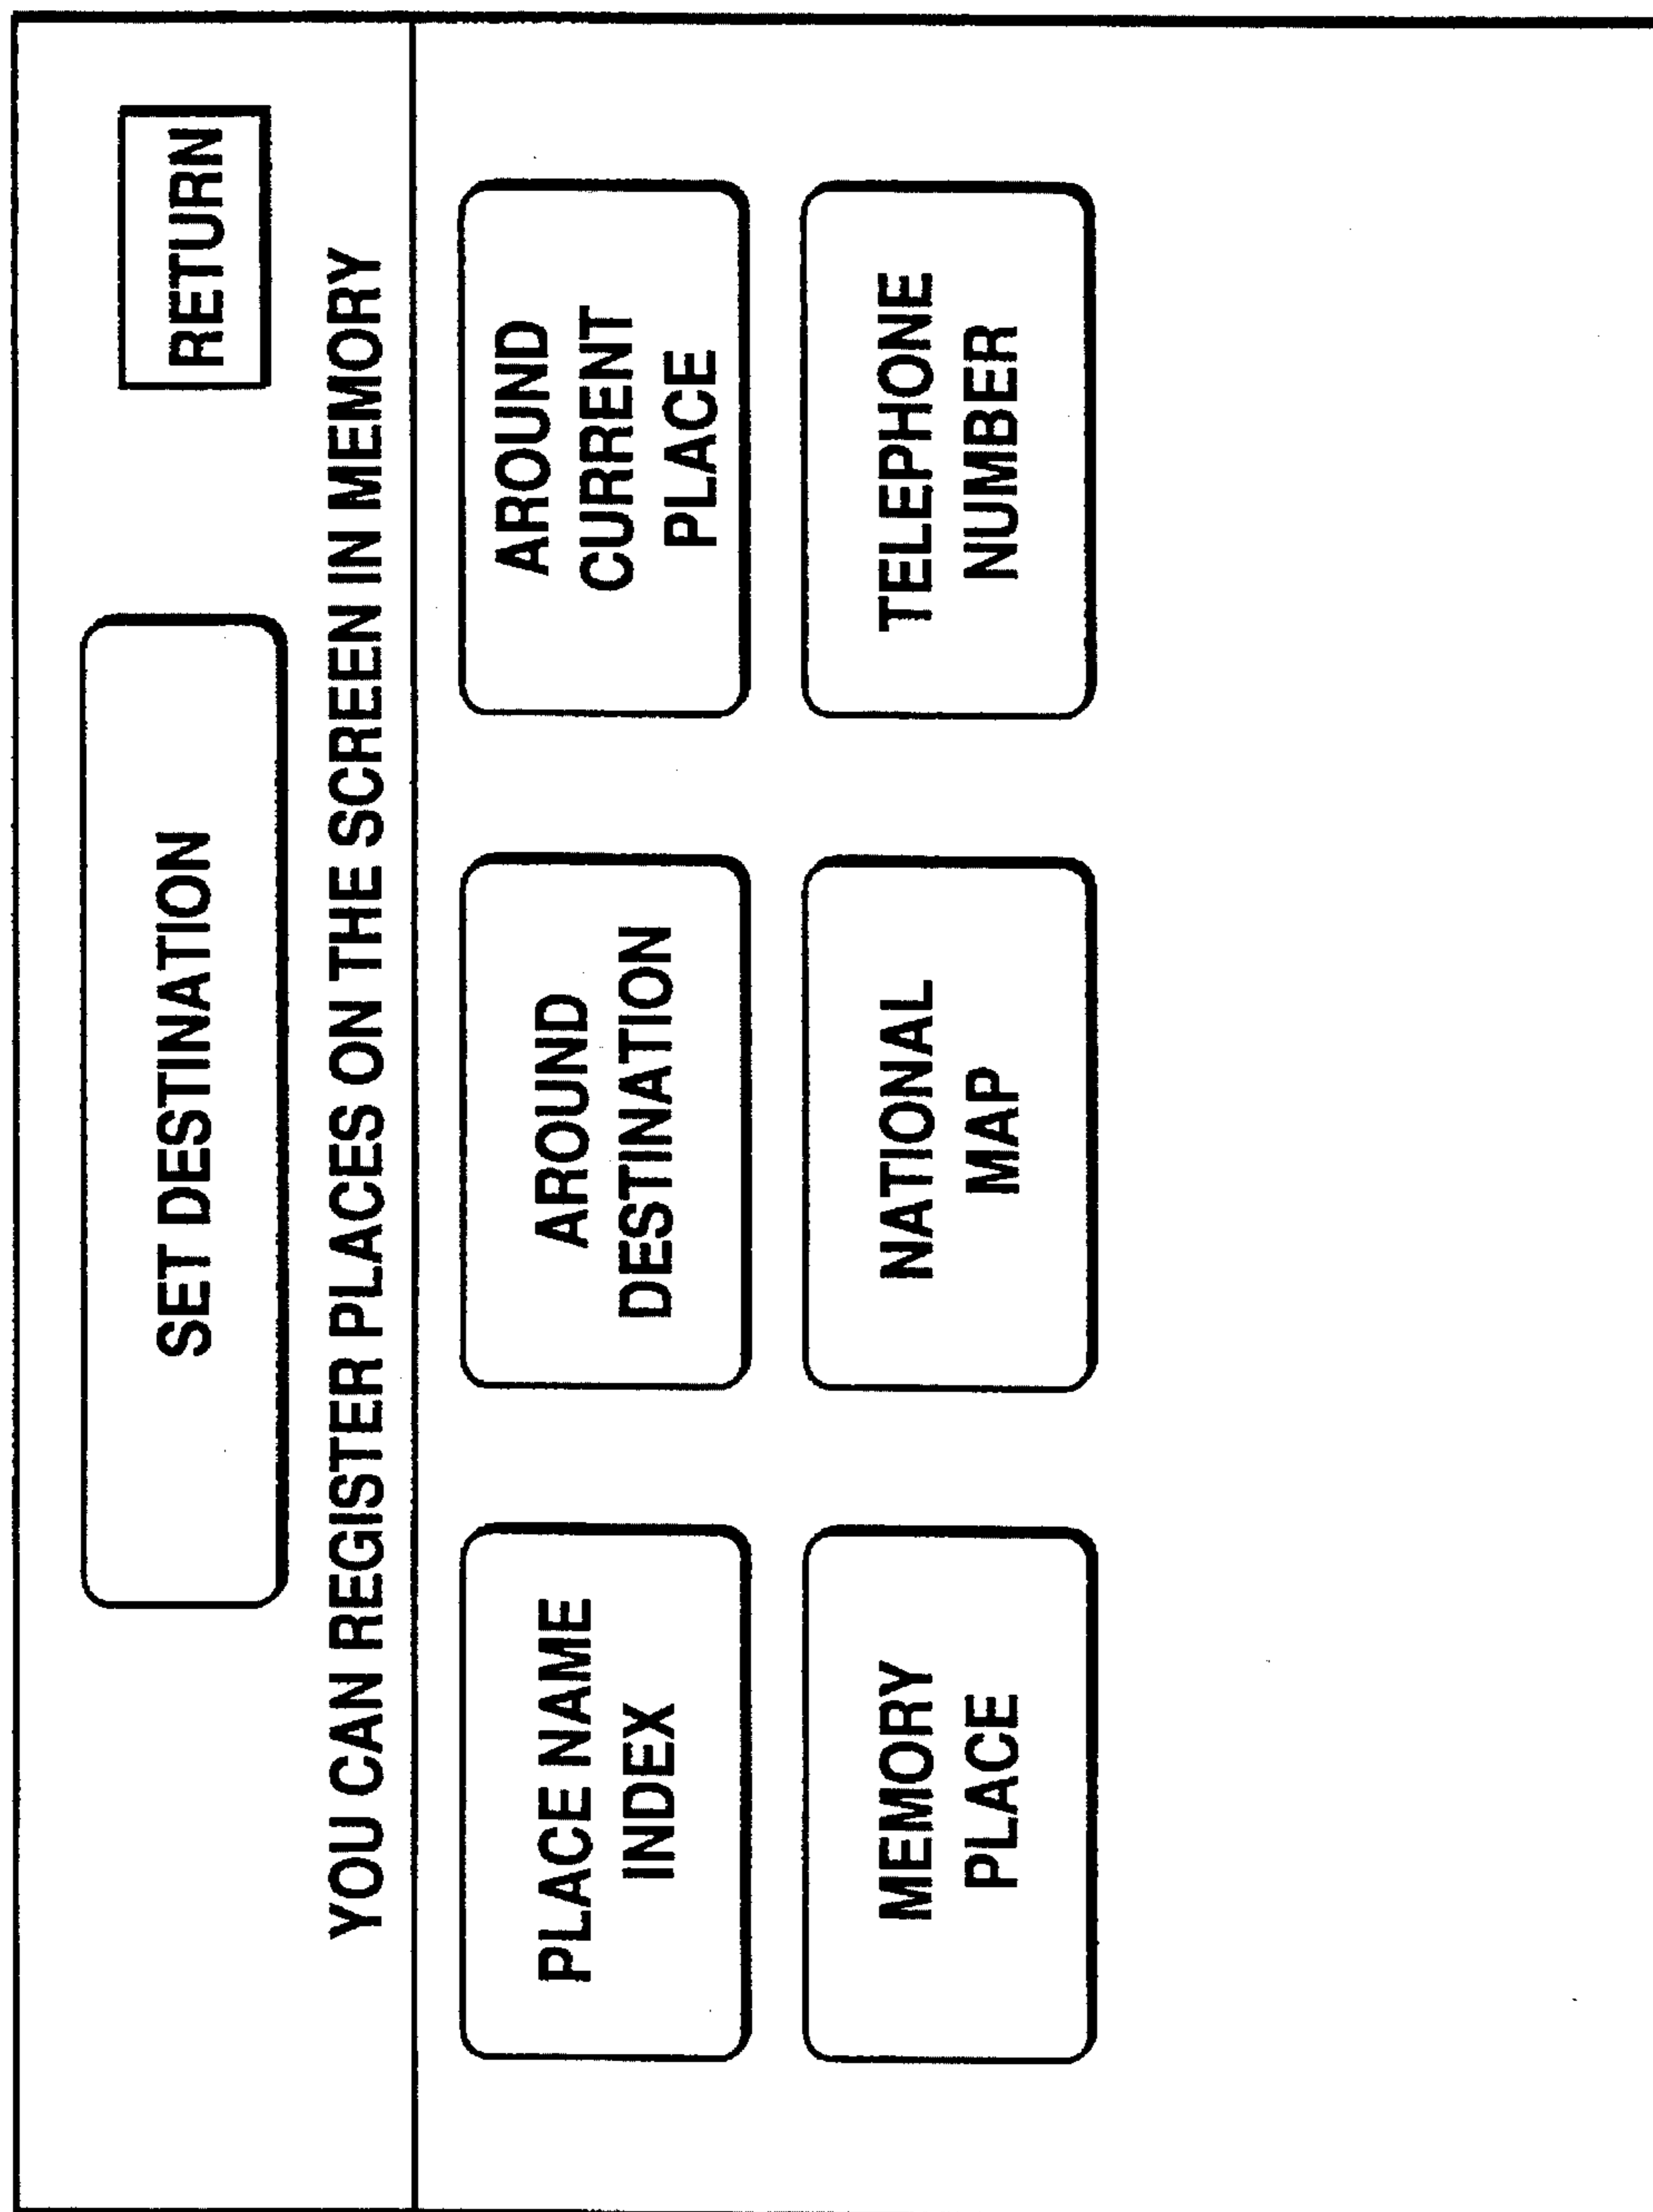 SET DESTINATION
RETURN
YOU CAN REGISTER PLACES ON THE SCREEN IN MEMORY
PLACE NAME
INDEX
AROUND
DESTINATION
AROUND
CURRENT
PLACE
MEMORY
PLACE
NATIONAL
MAP
TELEPHONE
NUMBER